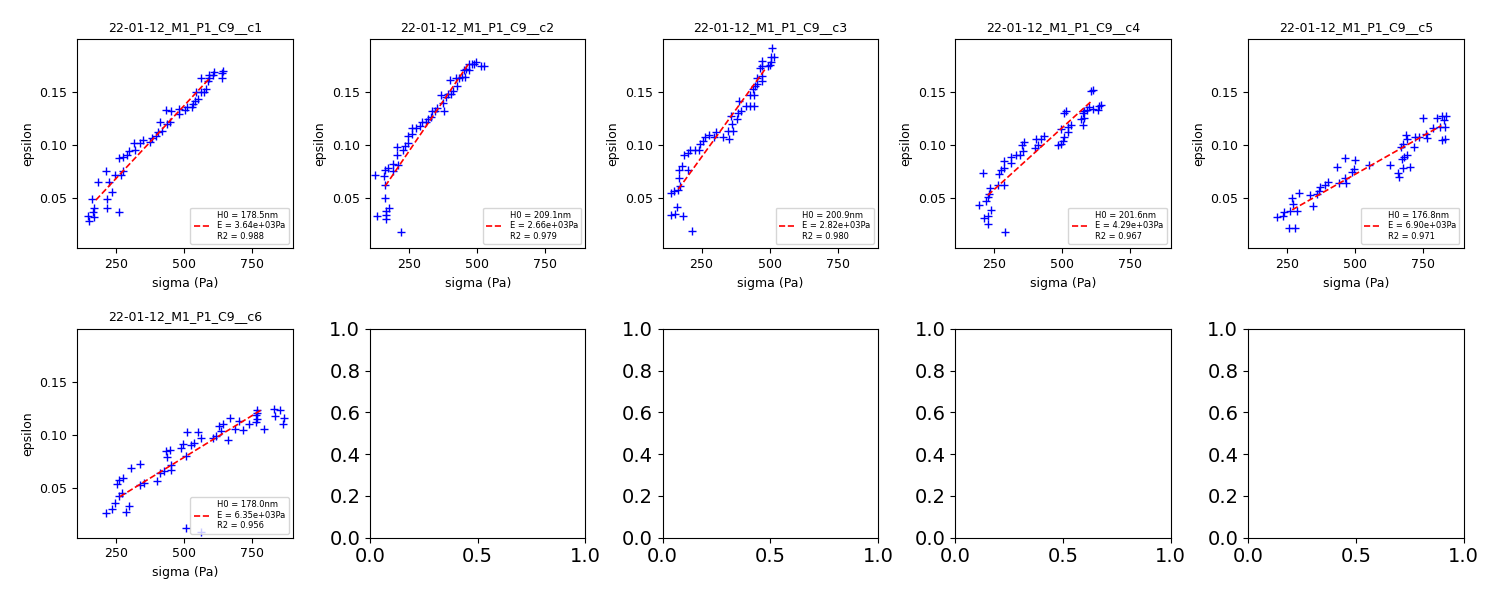 22-01-12_M1_P1_C9__c1
epsilon
0.15
0.10
0.05
H0 = 178.5nm
E = 3.64e+03Pa
R2 = 0.988
250 500 750
sigma (Pa)
22-01-12_M1_P1_C9__c2
epsilon
0.15
0.10
0.05
H0 = 209.1nm
E = 2.66e+03Pa
R2 = 0.979
250 500 750
sigma (Pa)
22-01-12_M1_P1_C9__c3
epsilon
0.15
0.10
0.05
H0 = 200.9nm
E = 2.82e+03Pa
R2 = 0.980
250 500 750
sigma (Pa)
22-01-12_M1_P1_C9__c4
epsilon
0.15
0.10
0.05
H0 = 201.6nm
E = 4.29e+03Pa
R2 = 0.967
250 500 750
sigma (Pa)
22-01-12_M1_P1_C9__c5
epsilon
0.15
0.10
0.05
H0 = 176.8nm
E = 6.90e+03Pa
R2 = 0.971
250 500 750
sigma (Pa)
22-01-12_M1_P1_C9__c6
epsilon
0.15
0.10
0.05
H0 = 178.0nm
E = 6.35e+03Pa
R2 = 0.956
250 500 750
sigma (Pa)
1.0
0.8
0.6
0.4
0.2
0.0
0.0 0.5 1.0
1.0
0.8
0.6
0.4
0.2
0.0
0.0 0.5 1.0
1.0
0.8
0.6
0.4
0.2
0.0
0.0 0.5 1.0
1.0
0.8
0.6
0.4
0.2
0.0
0.0 0.5 1.0